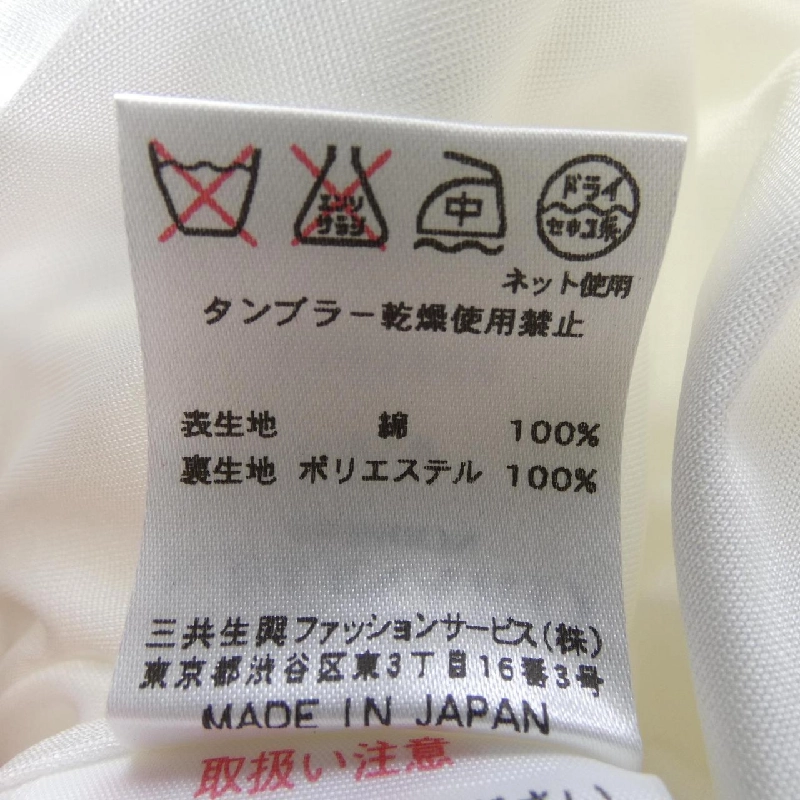 エンソ
サラシ
中
ドライ
セキユ系
ネット使用
タンブラー乾燥使用禁止
表生地 綿 100%
裏生地 ポリエステル 100%
三共生興ファッションサービス(株)
東京都渋谷区東3丁目16番3号
MADE IN JAPAN
取扱い注意